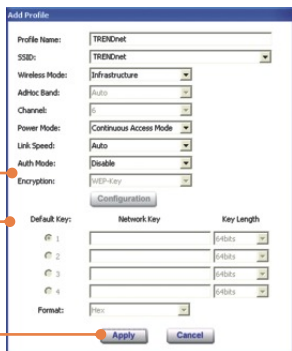 Add Profile
Profile Name: TRENDnet
SSID: TRENDnet
Wireless Mode: Infrastructure
AdHoc Band: Auto
Channel: 6
Power Mode: Continuous Access Mode
Link Speed: Auto
Auth Mode: Disable
Encryption: WEP-Key
Configuration
Default Key: Network Key Key Length
1 64bits
2 64bits
3 64bits
4 64bits
Format: Hex
Apply Cancel